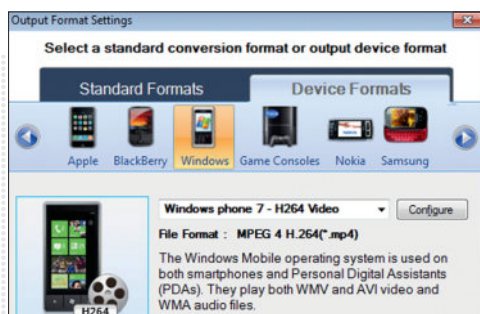 Output Format Settings
Select a standard conversion format or output device format
Standard Formats Device Formats
Apple BlackBerry Windows Game Consoles Nokia Samsung
Windows phone 7 - H264 Video Configure
File Format : MPEG 4 H.264(*.mp4)
The Windows Mobile operating system is used on
both smartphones and Personal Digital Assistants
(PDAs). They play both WMV and AVI video and
WMA audio files.
H264